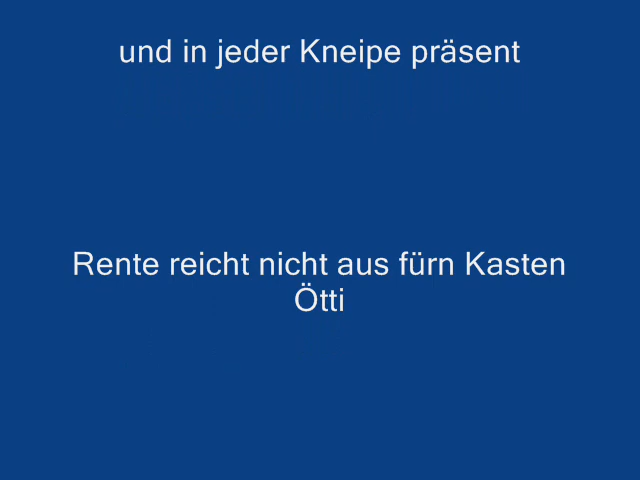 und in jeder Kneipe präsent
Rente reicht nicht aus fürn Kasten
Ötti